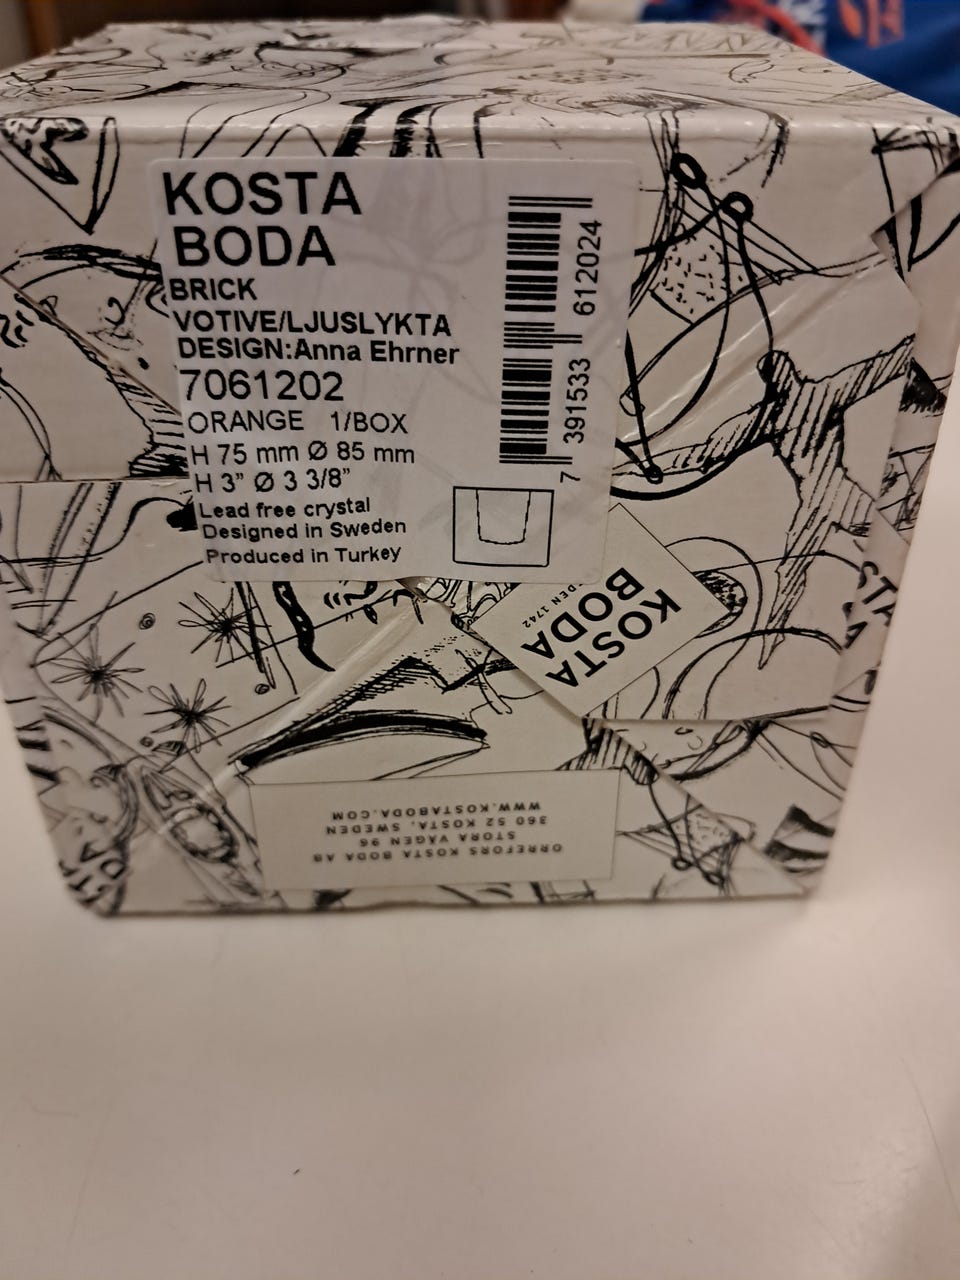 KOSTA
BODA
BRICK
VOTIVE/LJUSLYKTA
DESIGN:Anna Ehrner
7061202
ORANGE 1/BOX
H 75 mm Ø 85 mm
H 3" Ø 3 3/8"
Lead free crystal
Designed in Sweden
Produced in Turkey
7 391533 612024
KOSTA
BODA
DEN 1742
ORREFORS KOSTA BODA AB
STORA VÄGEN 96
360 52 KOSTA, SWEDEN
WWW.KOSTABODA.COM